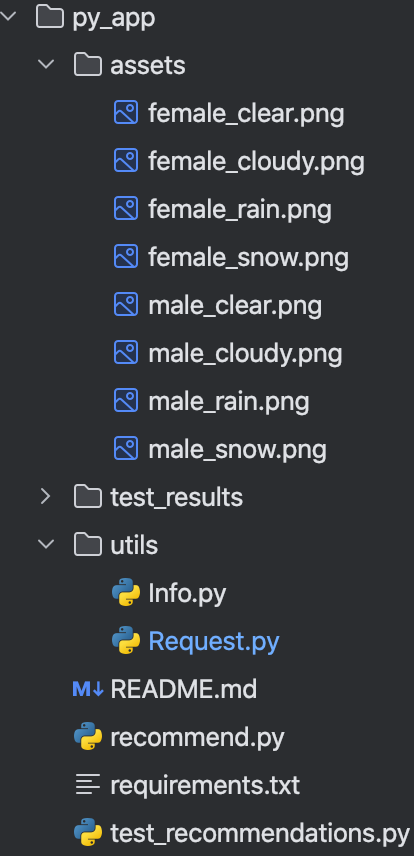 py_app
assets
female_clear.png
female_cloudy.png
female_rain.png
female_snow.png
male_clear.png
male_cloudy.png
male_rain.png
male_snow.png
test_results
utils
Info.py
Request.py
M↓ README.md
recommend.py
requirements.txt
test_recommendations.py